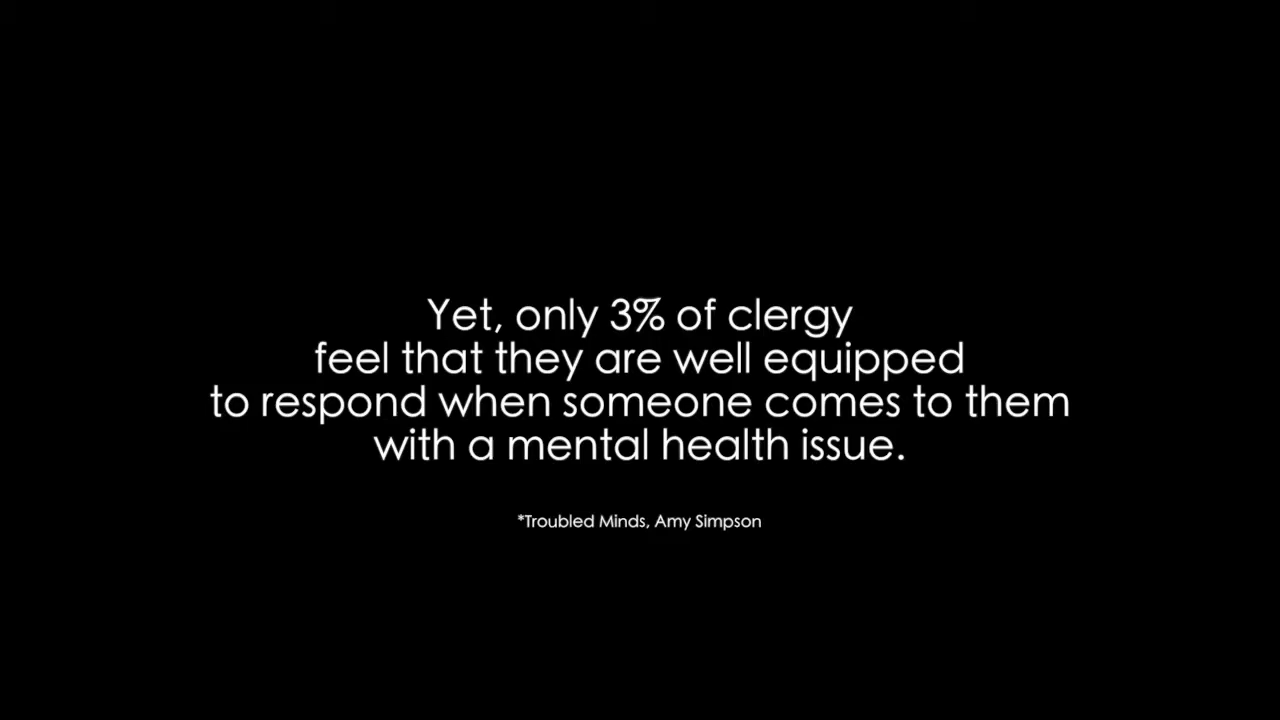 Yet, only 3% of clergy
feel that they are well equipped
to respond when someone comes to them
with a mental health issue.
*Troubled Minds, Amy Simpson